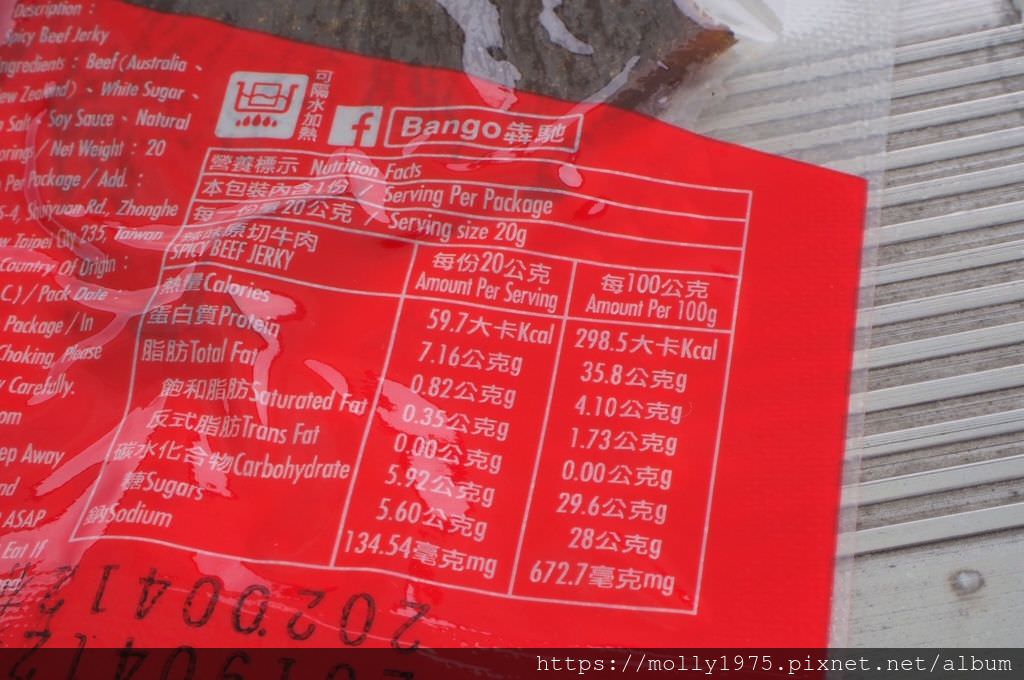 Description :
Spicy Beef Jerky
Ingredients : Beef (Australia、
New Zealand)、White Sugar、
Salt、Soy Sauce、Natural
/ Net Weight : 20
Per Package / Add. :
Shuiyuan Rd., Zhonghe
New Taipei City 235, Taiwan
Country Of Origin :
Pack Date :
Package / In
Choking, Please
Carefully.
Away
ASAP
Eat If
可隔水加熱
f Bango犇馳
營養標示 Nutrition Facts
本包裝內含1份 / Serving Per Package
每一份量20公克 / Serving size 20g
原切牛肉
SPICY BEEF JERKY
每份20公克
Amount Per Serving
每100公克
Amount Per 100g
熱量Calories 59.7大卡Kcal 298.5大卡Kcal
蛋白質Protein 7.16公克g 35.8公克g
脂肪Total Fat 0.82公克g 4.10公克g
飽和脂肪Saturated Fat 0.35公克g 1.73公克g
反式脂肪Trans Fat 0.00公克g 0.00公克g
碳水化合物Carbohydrate 5.92公克g 29.6公克g
糖Sugars 5.60公克g 28公克g
鈉Sodium 134.54毫克mg 672.7毫克mg
20200412
https://molly1975.pixnet.net/album